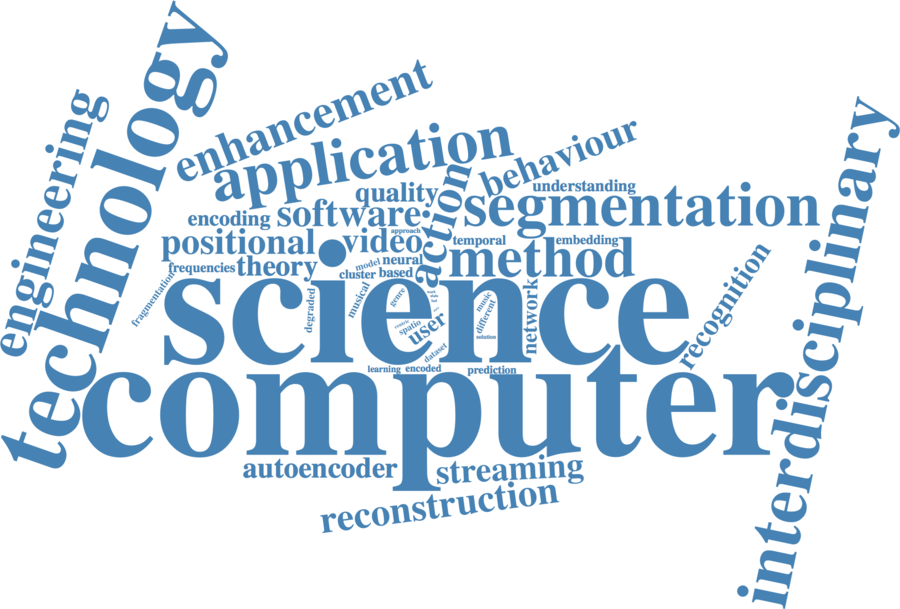 technology
engineering
enhancement
application
behaviour
understanding
quality
segmentation
encoding
software
action
approach
positional
video
temporal
embedding
interdisciplinary
frequencies
theory
model
neural
method
cluster
based
recognition
fragmentation
science
degraded
musical
genre
music
different
network
centric
spatio
user
solution
dataset
learning
encoded
prediction
computer
autoencoder
streaming
reconstruction